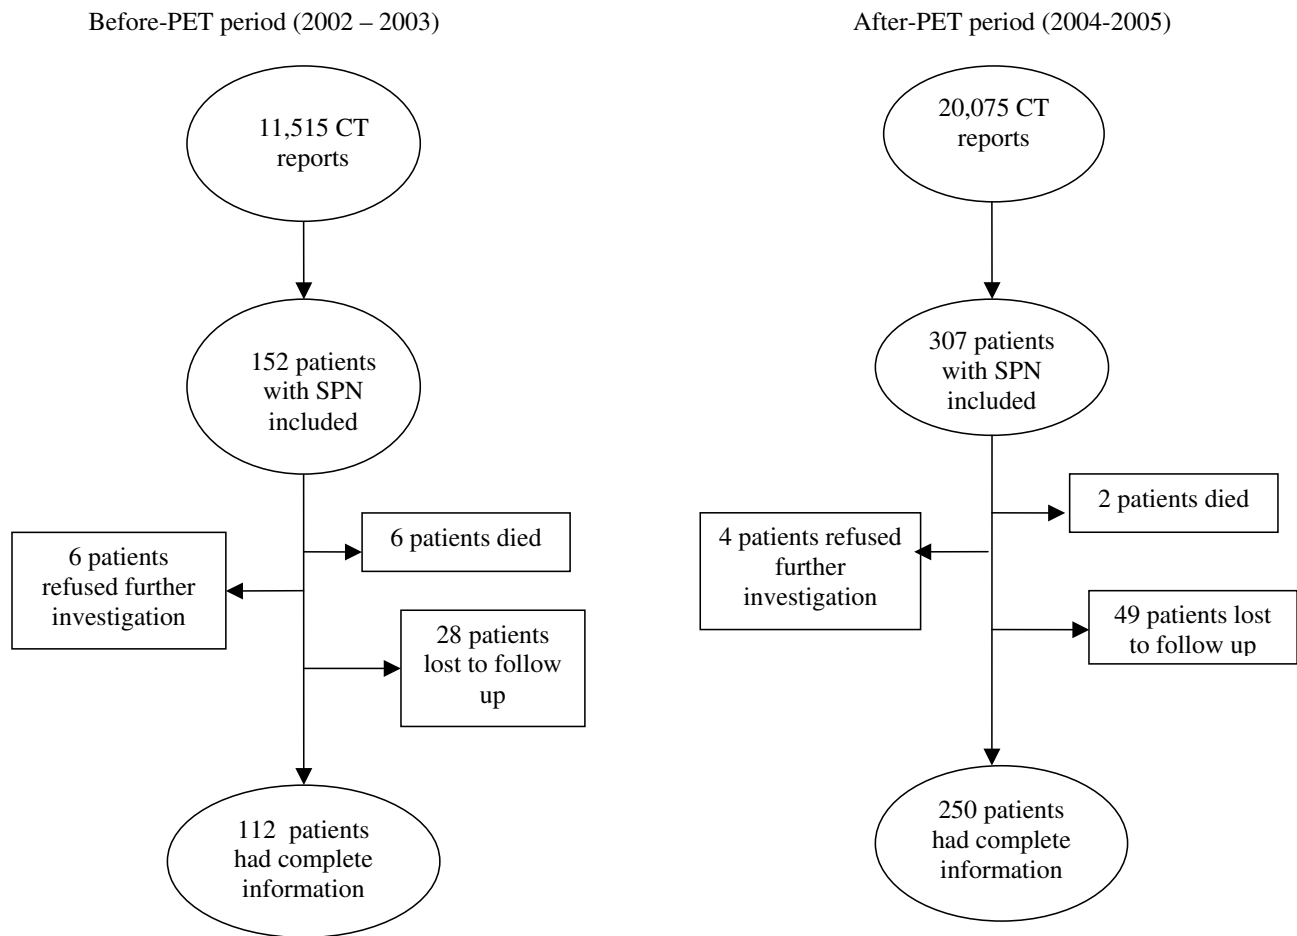 Before-PET period (2002 – 2003)
11,515 CT
reports
152 patients
with SPN
included
6 patients died
6 patients
refused further
investigation
28 patients
lost to follow
up
112 patients
had complete
information
After-PET period (2004-2005)
20,075 CT
reports
307 patients
with SPN
included
2 patients died
4 patients refused
further
investigation
49 patients lost
to follow up
250 patients
had complete
information